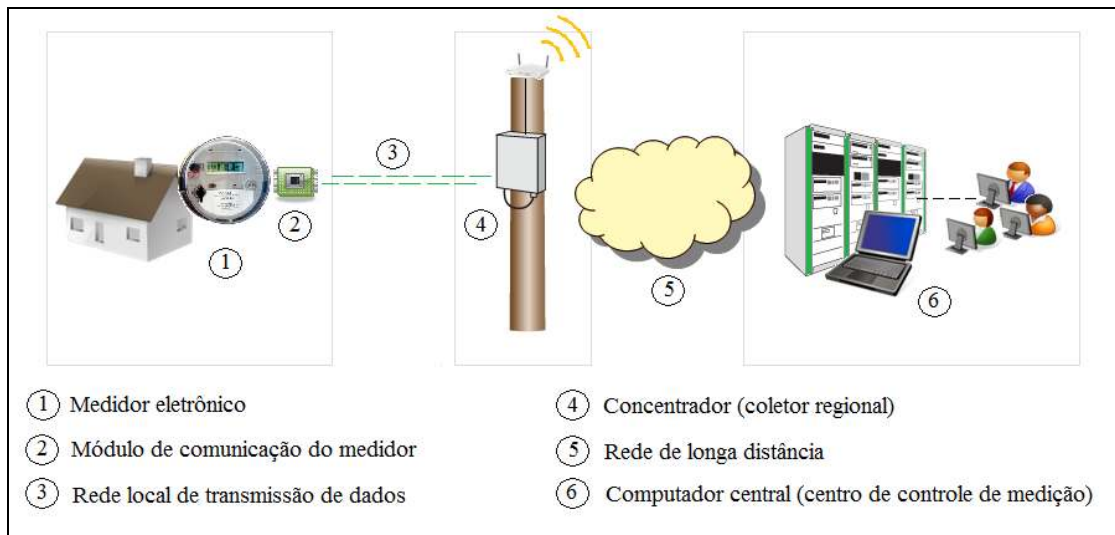 3
2
4
1
5
6
1 Medidor eletrônico
2 Módulo de comunicação do medidor
3 Rede local de transmissão de dados
4 Concentrador (coletor regional)
5 Rede de longa distância
6 Computador central (centro de controle de medição)